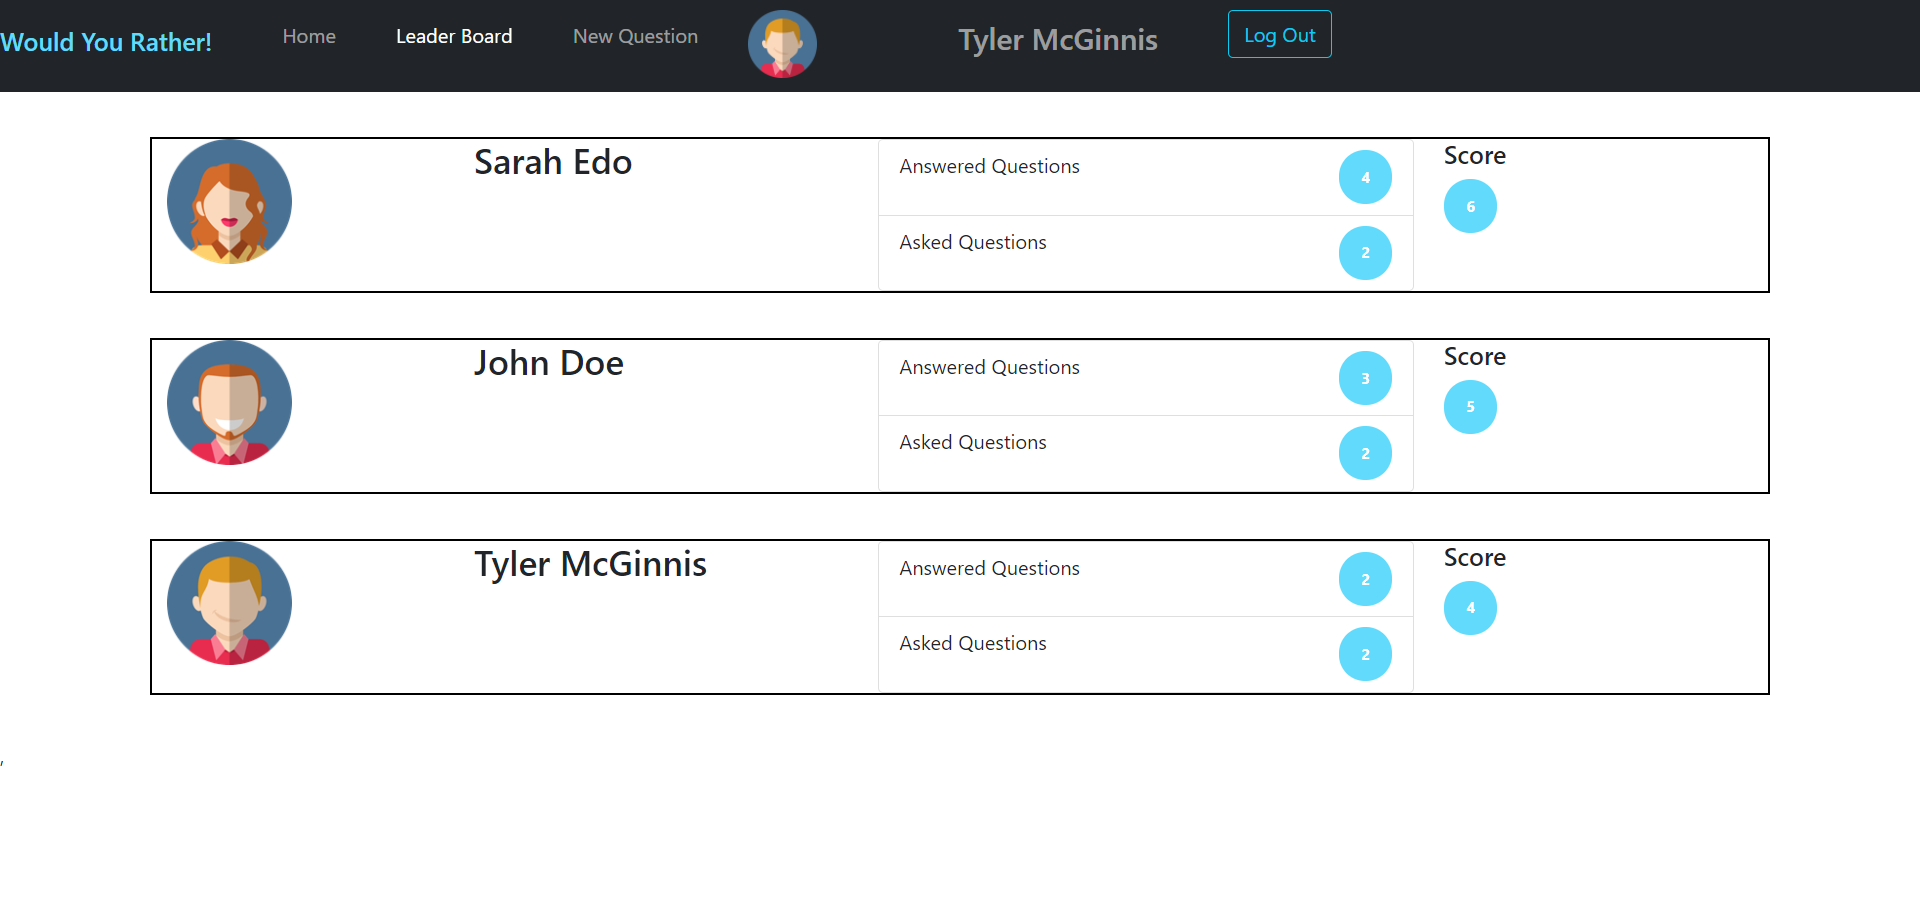 Would You Rather! Home Leader Board New Question Tyler McGinnis Log Out
Sarah Edo
Answered Questions 4
Asked Questions 2
Score
6
John Doe
Answered Questions 3
Asked Questions 2
Score
5
Tyler McGinnis
Answered Questions 2
Asked Questions 2
Score
4
,